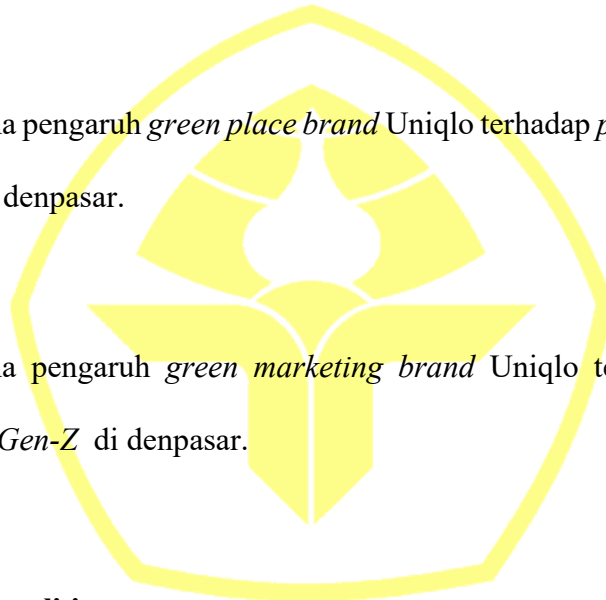 a pengaruh green place brand Uniqlo terhadap p
denpasar.
a pengaruh green marketing brand Uniqlo te
Gen-Z di denpasar.